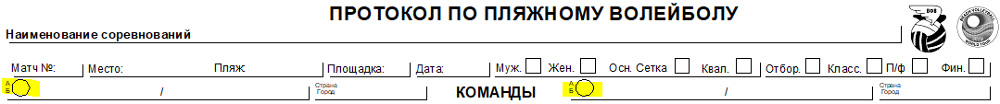 ПРОТОКОЛ ПО ПЛЯЖНОМУ ВОЛЕЙБОЛУ
ВФВ
BEACH VOLLEYBALL
WORLD TOUR
Наименование соревнований
Матч №: Место: Пляж: Площадка: Дата: Муж. Жен. Осн. Сетка Квал. Отбор. Класс. П/ф Фин.
А
Б
/
Страна
Город
КОМАНДЫ
А
Б
/
Страна
Город